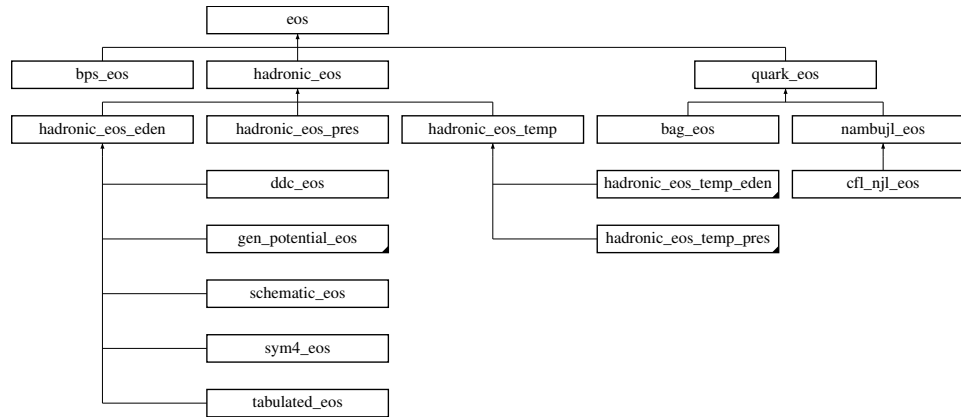 eos
bps_eos hadronic_eos quark_eos
hadronic_eos_eden hadronic_eos_pres hadronic_eos_temp bag_eos nambujl_eos
ddc_eos hadronic_eos_temp_eden cfl_njl_eos
gen_potential_eos hadronic_eos_temp_pres
schematic_eos
sym4_eos
tabulated_eos